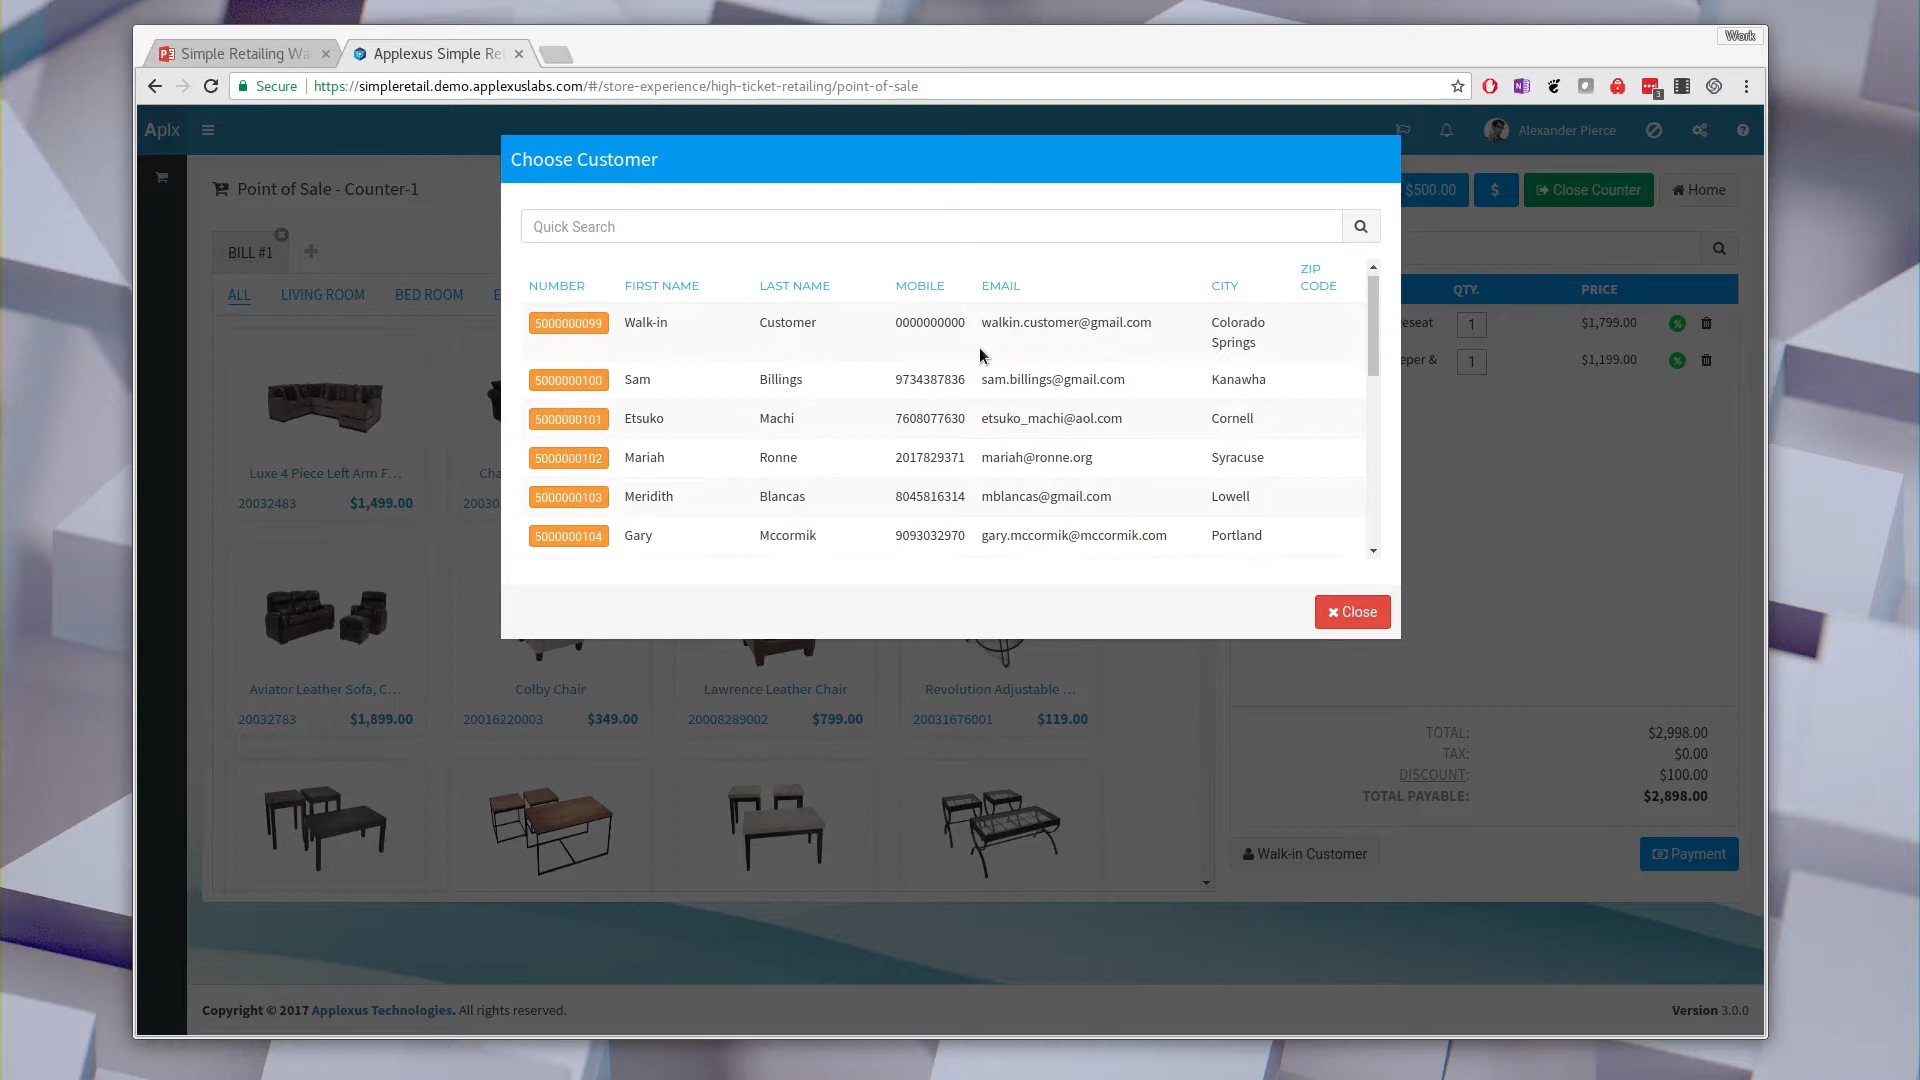 Work
Simple Retailing Wa
Applexus Simple Re
Secure
https://simpleretail.demo.applexuslabs.com/#/store-experience/high-ticket-retailing/point-of-sale
3
Aplx
Alexander Pierce
Point of Sale - Counter-1
$500.00
$
Close Counter
Home
BILL #1
ALL
LIVING ROOM
BED ROOM
Choose Customer
Quick Search
NUMBER
FIRST NAME
LAST NAME
MOBILE
EMAIL
CITY
ZIP CODE
5000000099 Walk-in Customer 0000000000 walkin.customer@gmail.com Colorado Springs
5000000100 Sam Billings 9734387836 sam.billings@gmail.com Kanawha
5000000101 Etsuko Machi 7608077630 etsuko_machi@aol.com Cornell
5000000102 Mariah Ronne 2017829371 mariah@ronne.org Syracuse
5000000103 Meridith Blancas 8045816314 mblancas@gmail.com Lowell
5000000104 Gary Mccormik 9093032970 gary.mccormik@mccormik.com Portland
Close
QTY.
PRICE
eseat 1 $1,799.00
eper & 1 $1,199.00
Luxe 4 Piece Left Arm F...
20032483 $1,499.00
Cha
20030
Aviator Leather Sofa, C...
20032783 $1,899.00
Colby Chair
20016220003 $349.00
Lawrence Leather Chair
20008289002 $799.00
Revolution Adjustable ...
20031676001 $119.00
TOTAL: $2,998.00
TAX: $0.00
DISCOUNT: $100.00
TOTAL PAYABLE: $2,898.00
Walk-in Customer
Payment
Copyright © 2017 Applexus Technologies. All rights reserved.
Version 3.0.0